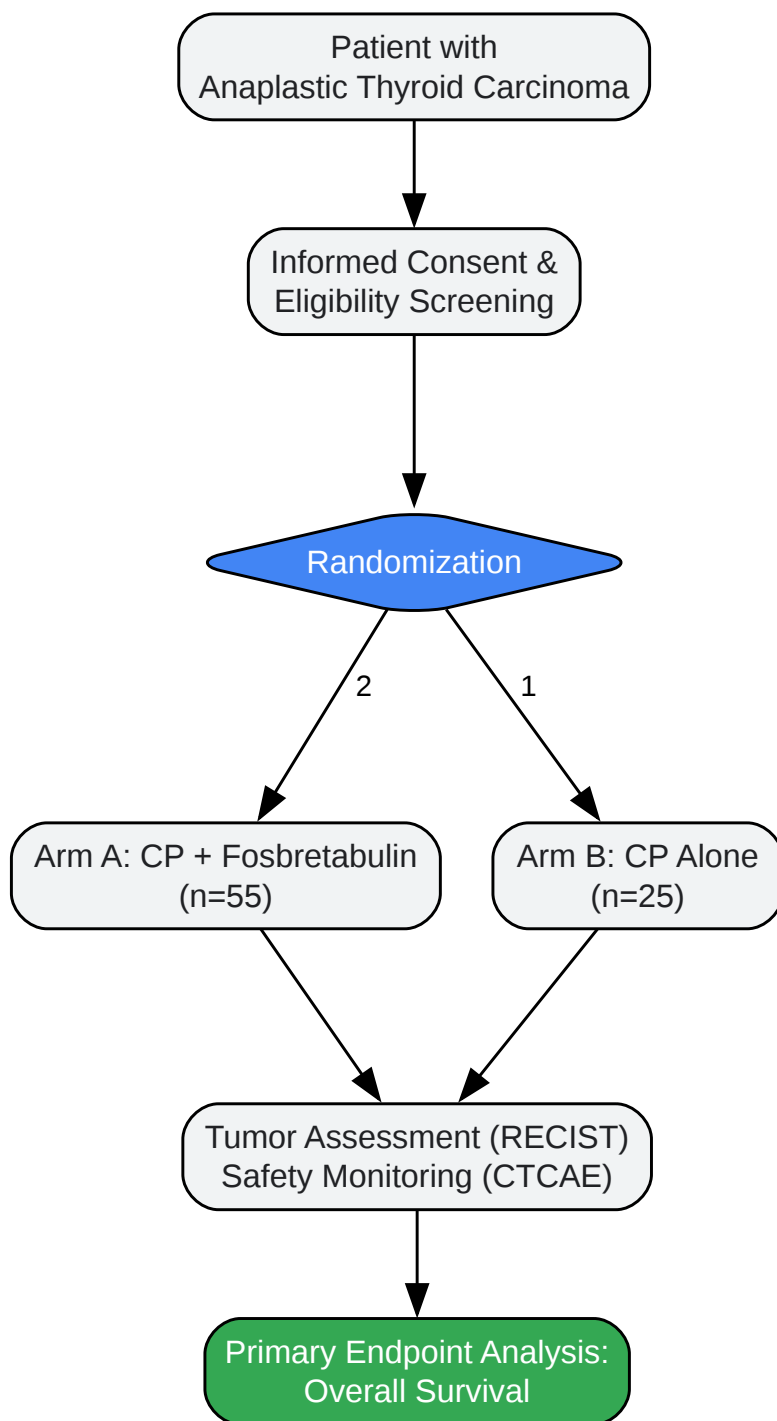 Patient with
Anaplastic Thyroid Carcinoma
Informed Consent &
Eligibility Screening
Randomization
2
1
Arm A: CP + Fosbretabulin
(n=55)
Arm B: CP Alone
(n=25)
Tumor Assessment (RECIST)
Safety Monitoring (CTCAE)
Primary Endpoint Analysis:
Overall Survival